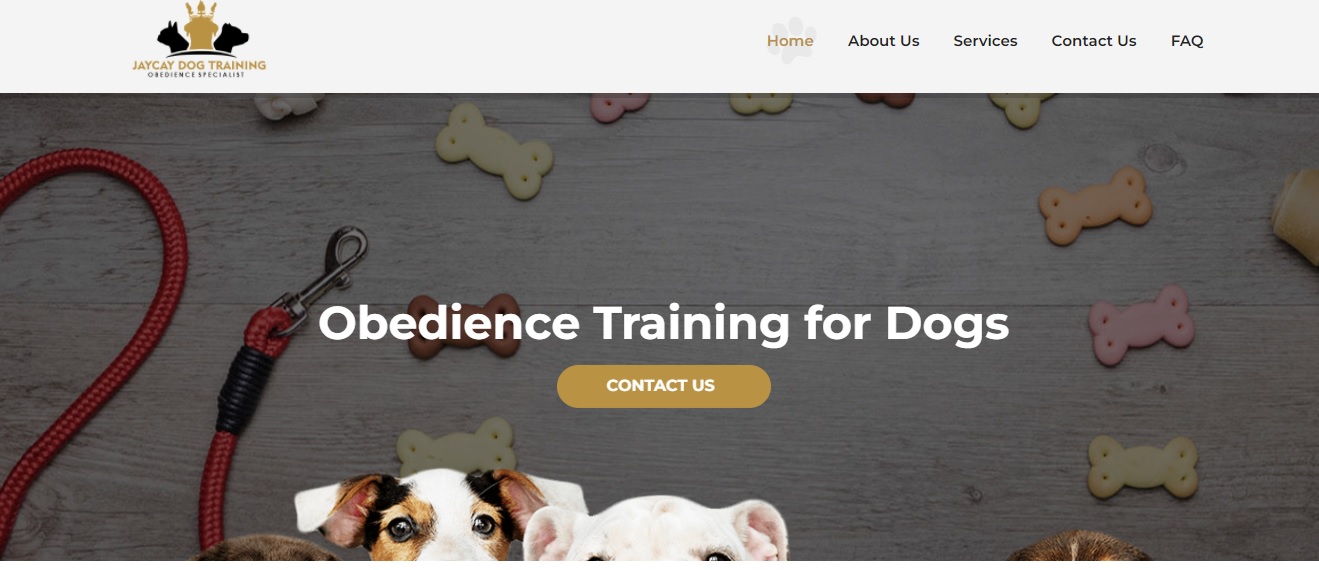 JAYCAY DOG TRAINING
OBEDIENCE SPECIALIST
Home About Us Services Contact Us FAQ
Obedience Training for Dogs
CONTACT US